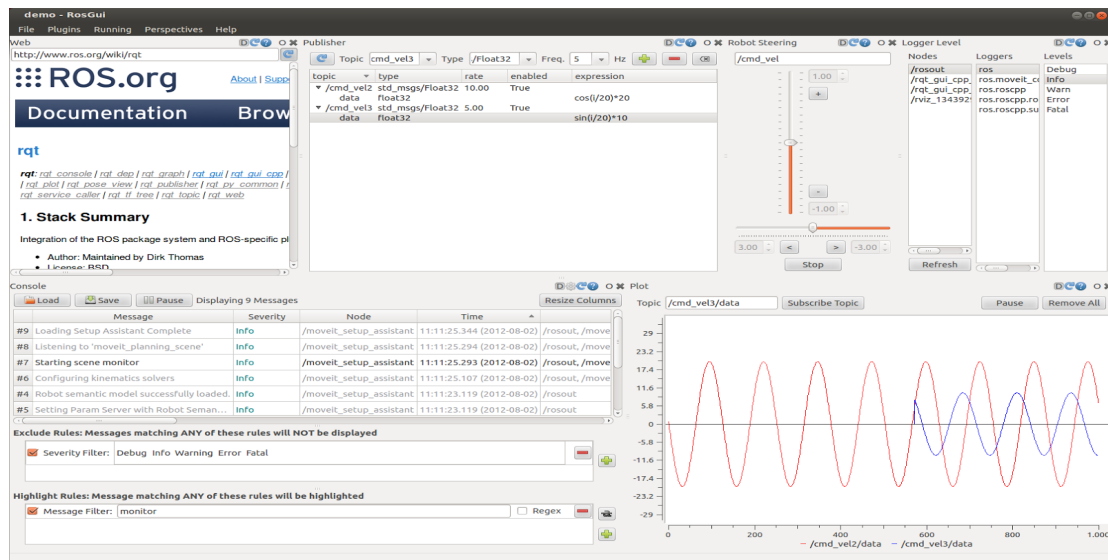 demo - RosGui
File Plugins Running Perspectives Help
Web
http://www.ros.org/wiki/rqt
ROS.org
About | Supp
Documentation Brow
rqt
rqt: rqt_console | rqt_dep | rqt_graph | rqt_gui | rqt_gui_cpp
| rqt_plot | rqt_pose_view | rqt_publisher | rqt_py_common |
rqt_service_caller | rqt_tf_tree | rqt_topic | rqt_web
1. Stack Summary
Integration of the ROS package system and ROS-specific pl
Author: Maintained by Dirk Thomas
License: BSD
Publisher
Topic cmd_vel3 Type /Float32 Freq. 5 Hz
topic type rate enabled expression
/cmd_vel2 std_msgs/Float32 10.00 True
data float32 cos(i/20)*20
/cmd_vel3 std_msgs/Float32 5.00 True
data float32 sin(i/20)*10
Robot Steering
/cmd_vel
1.00
+
-
-1.00
3.00 < > -3.00
Stop
Logger Level
Nodes Loggers Levels
/rosout ros Debug
/rqt_gui_cpp_ ros.moveit_co Info
/rqt_gui_cpp_ ros.roscpp Warn
/rviz_134392 ros.roscpp.ro Error
ros.roscpp.su Fatal
Refresh
Console
Load Save Pause Displaying 9 Messages Resize Columns
Message Severity Node Time
#9 Loading Setup Assistant Complete Info /moveit_setup_assistant 11:11:25.344 (2012-08-02) /rosout, /move
#8 Listening to 'moveit_planning_scene' Info /moveit_setup_assistant 11:11:25.294 (2012-08-02) /rosout, /move
#7 Starting scene monitor Info /moveit_setup_assistant 11:11:25.293 (2012-08-02) /rosout, /move
#6 Configuring kinematics solvers Info /moveit_setup_assistant 11:11:25.107 (2012-08-02) /rosout, /move
#4 Robot semantic model successfully loaded. Info /moveit_setup_assistant 11:11:23.119 (2012-08-02) /rosout
#5 Setting Param Server with Robot Seman... Info /moveit_setup_assistant 11:11:23.119 (2012-08-02) /rosout
Exclude Rules: Messages matching ANY of these rules will NOT be displayed
Severity Filter: Debug Info Warning Error Fatal
Highlight Rules: Message matching ANY of these rules will be highlighted
Message Filter: monitor Regex
Plot
Topic /cmd_vel3/data Subscribe Topic Pause Remove All
29
23.2
17.4
11.6
5.8
0
-5.8
-11.6
-17.4
-23.2
-29
0 200 400 600 800 1.000
/cmd_vel2/data /cmd_vel3/data